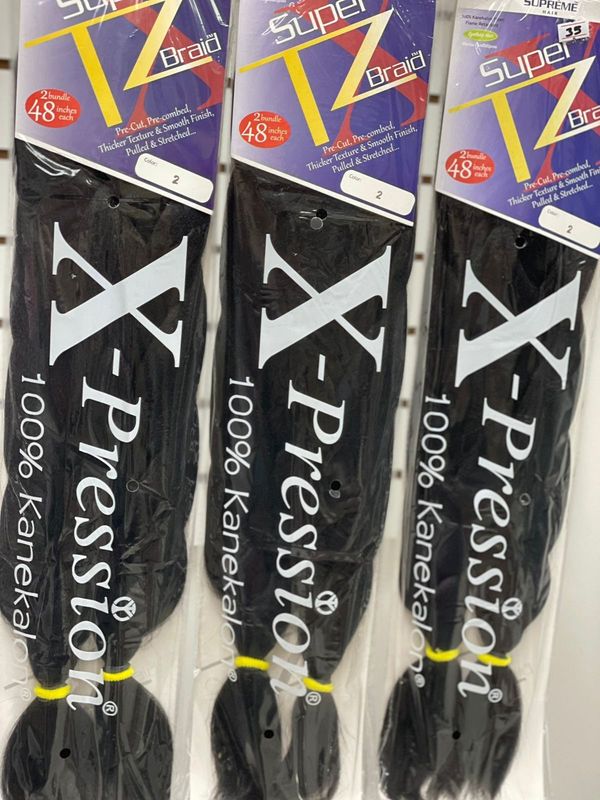 Super
TZ Braid™
2 bundle
48 inches
each
Pre-Cut, Pre-combed,
Thicker Texture & Smooth Finish,
Pulled & Stretched...
Color:
2
X-Pression®
100% Kanekalon®
Super
TZ Braid™
2 bundle
48 inches
each
Pre-Cut, Pre-combed,
Thicker Texture & Smooth Finish,
Pulled & Stretched...
Color:
2
X-Pression®
100% Kanekalon®
SUPREME
HAIR
35
Super
TZ Bra
2 bundle
48 inches
each
Pre-Cut, Pre-combed,
Thicker Texture & Smooth Fin
Pulled & Stretched...
Color:
2
X-Pression®
100% Kanekalon®